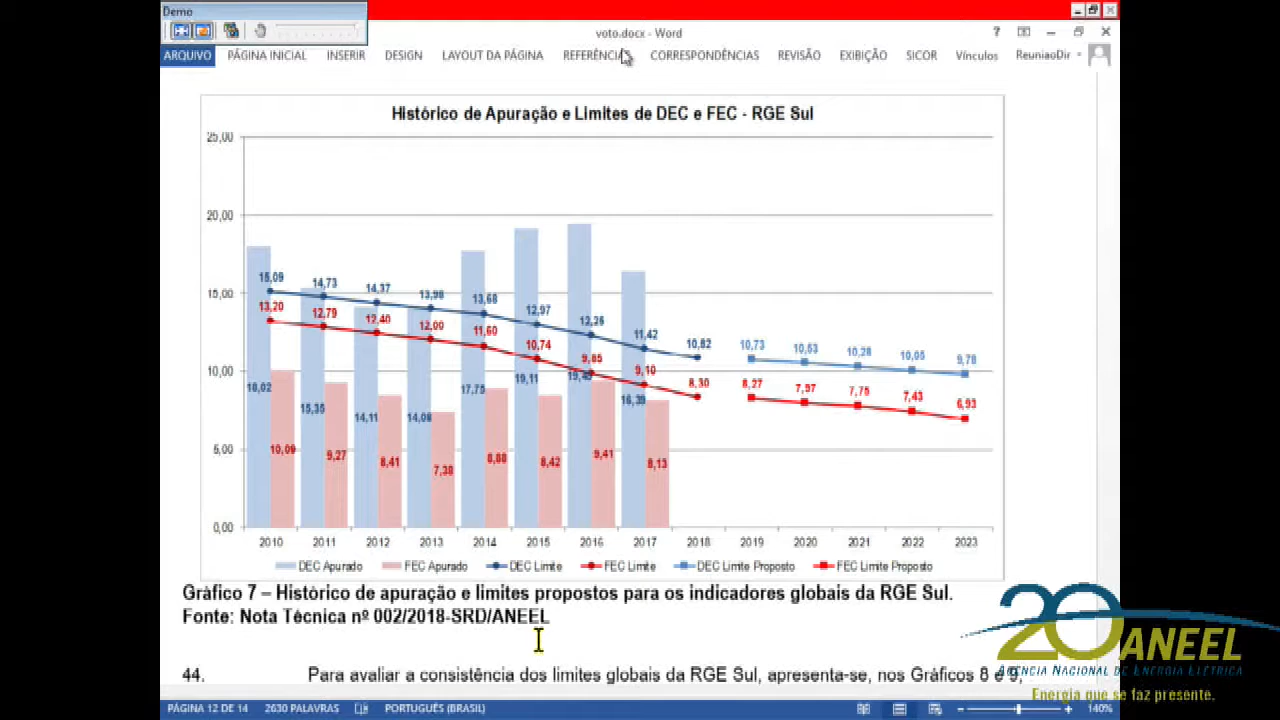 Demo
voto.docx - Word
ARQUIVO PÁGINA INICIAL INSERIR DESIGN LAYOUT DA PÁGINA REFERÊNCIAS CORRESPONDÊNCIAS REVISÃO EXIBIÇÃO SICOR Vínculos ReuniaoDir
Histórico de Apuração e Limites de DEC e FEC - RGE Sul
25,00
20,00
15,00
10,00
5,00
0,00
15,09 14,73 14,37 13,98 13,68 12,97 12,26 11,42 10,82 10,73 10,53 10,28 10,05 9,78
13,20 12,79 12,40 12,00 11,60 10,74 9,85 9,10 8,30 8,27 7,97 7,75 7,43 6,93
18,02 15,35 14,11 14,08 17,75 19,11 16,39
10,09 9,27 8,41 7,38 8,88 8,42 9,41 8,13
2010 2011 2012 2013 2014 2015 2016 2017 2018 2019 2020 2021 2022 2023
DEC Apurado FEC Apurado DEC Limite FEC Limite DEC Limite Proposto FEC Limite Proposto
Gráfico 7 – Histórico de apuração e limites propostos para os indicadores globais da RGE Sul.
Fonte: Nota Técnica nº 002/2018-SRD/ANEEL
44. Para avaliar a consistência dos limites globais da RGE Sul, apresenta-se, nos Gráficos 8 e 9,
20 ANEEL
AGÊNCIA NACIONAL DE ENERGIA ELÉTRICA
Energia que se faz presente.
PÁGINA 12 DE 14 2630 PALAVRAS PORTUGUÊS (BRASIL) 140%